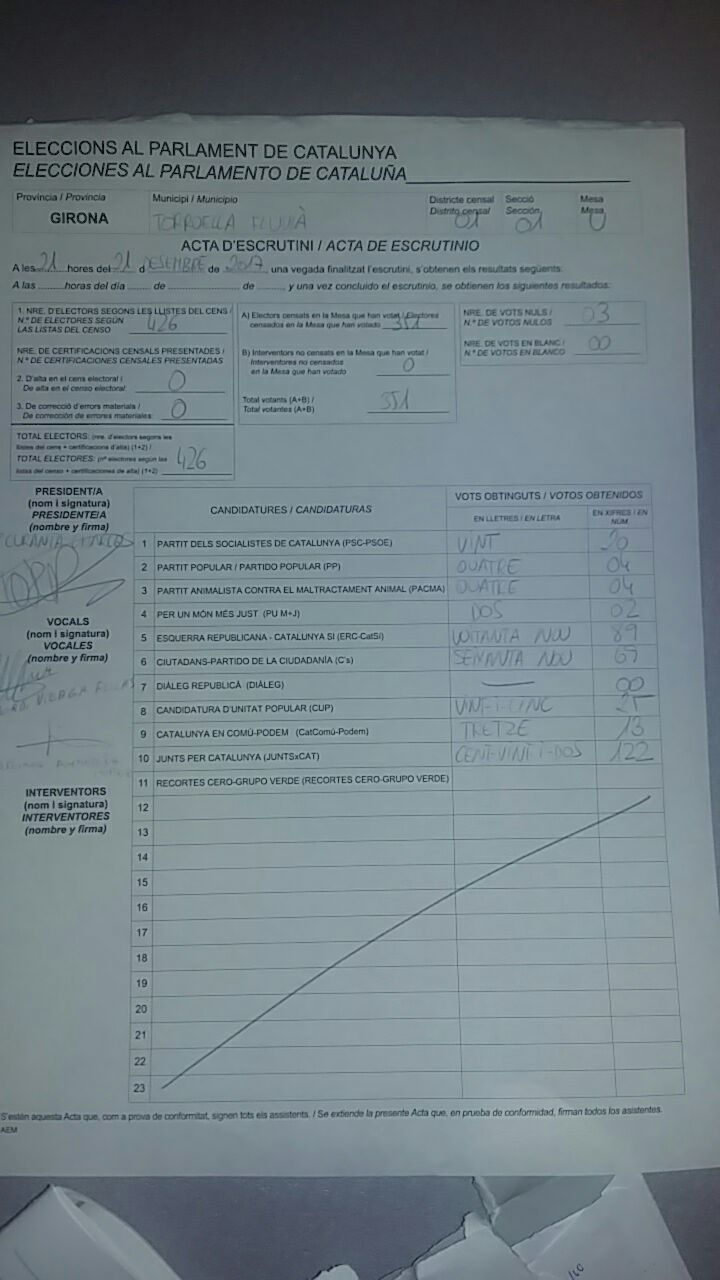 ELECCIONS AL PARLAMENT DE CATALUNYA
ELECCIONES AL PARLAMENTO DE CATALUÑA
Província / Provincia
GIRONA
Municipi / Municipio
TORROELLA FLUVIÀ
Districte censal
Distrito censal 01
Secció
Sección 01
Mesa
Mesa U
ACTA D'ESCRUTINI / ACTA DE ESCRUTINIO
A les 21 hores del 21 d DESEMBRE de 2017, una vegada finalitzat l'escrutini, s'obtenen els resultats següents:
A las ..........horas del día .......... de .................... de ........, y una vez concluido el escrutinio, se obtienen los siguientes resultados:
1. NRE. D'ELECTORS SEGONS LES LLISTES DEL CENS /
N.º DE ELECTORES SEGÚN
LAS LISTAS DEL CENSO 426
NRE. DE CERTIFICACIONS CENSALS PRESENTADES /
N.º DE CERTIFICACIONES CENSALES PRESENTADAS
2. D'alta en el cens electoral /
De alta en el censo electoral: 0
3. De correcció d'errors materials /
De corrección de errores materiales: 0
TOTAL ELECTORS: (nre. d'electors segons les
llistes del cens + certificacions d'alta) (1+2) /
TOTAL ELECTORES: (nº electores según las
listas del censo + certificaciones de alta) (1+2) 426
A) Electors censats en la Mesa que han votat / Electores
censados en la Mesa que han votado 351
B) Interventors no censats en la Mesa que han votat /
Interventores no censados
en la Mesa que han votado 0
Total votants (A+B) /
Total votantes (A+B) 351
NRE. DE VOTS NULS /
N.º DE VOTOS NULOS 03
NRE. DE VOTS EN BLANC /
N.º DE VOTOS EN BLANCO 00
PRESIDENT/A
(nom i signatura)
PRESIDENTE/A
(nombre y firma)
VOCALS
(nom i signatura)
VOCALES
(nombre y firma)
INTERVENTORS
(nom i signatura)
INTERVENTORES
(nombre y firma)
CANDIDATURES / CANDIDATURAS
VOTS OBTINGUTS / VOTOS OBTENIDOS
EN LLETRES / EN LETRA
EN XIFRES / EN NÚM.
1 PARTIT DELS SOCIALISTES DE CATALUNYA (PSC-PSOE) VINT 20
2 PARTIT POPULAR / PARTIDO POPULAR (PP) QUATRE 04
3 PARTIT ANIMALISTA CONTRA EL MALTRACTAMENT ANIMAL (PACMA) QUATRE 04
4 PER UN MÓN MÉS JUST (PU M+J) DOS 02
5 ESQUERRA REPUBLICANA - CATALUNYA SÍ (ERC-CatSí) VUITANTA NOU 89
6 CIUTADANS-PARTIDO DE LA CIUDADANÍA (C's) SEIXANTA NOU 69
7 DIÀLEG REPUBLICÀ (DIÀLEG) — 00
8 CANDIDATURA D'UNITAT POPULAR (CUP) VINT-I-CINC 25
9 CATALUNYA EN COMÚ-PODEM (CatComú-Podem) TRETZE 13
10 JUNTS PER CATALUNYA (JUNTSxCAT) CENT-VINT-I-DOS 122
11 RECORTES CERO-GRUPO VERDE (RECORTES CERO-GRUPO VERDE)
12
13
14
15
16
17
18
19
20
21
22
23
S'estén aquesta Acta que, com a prova de conformitat, signen tots els assistents. / Se extiende la presente Acta que, en prueba de conformidad, firman todos los asistentes.
AEM